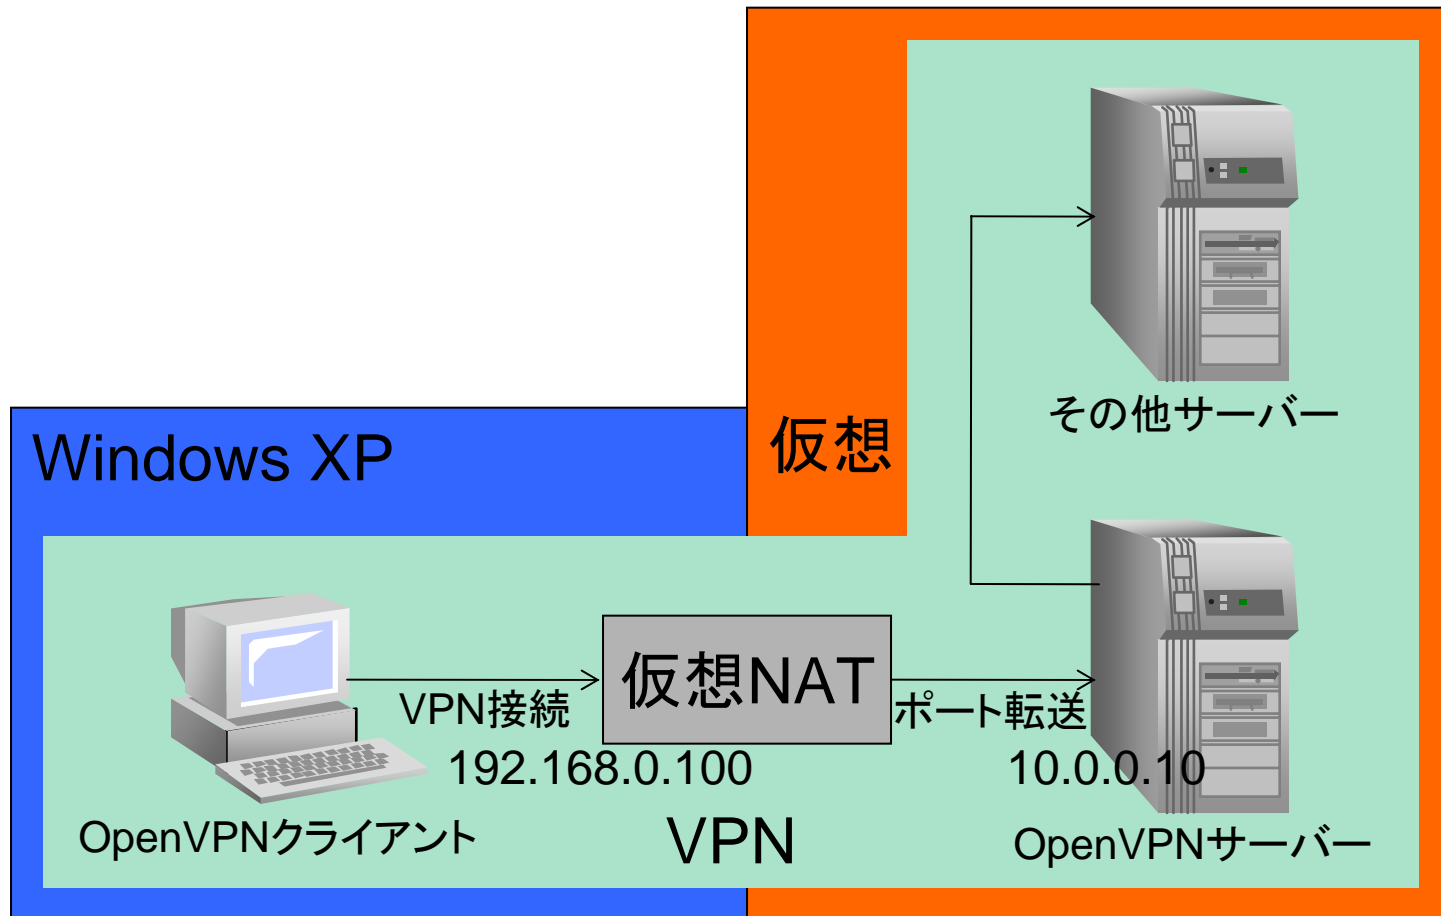 その他サーバー
Windows XP
仮想
仮想NAT
VPN接続
ポート転送
192.168.0.100
10.0.0.10
OpenVPNクライアント
VPN
OpenVPNサーバー